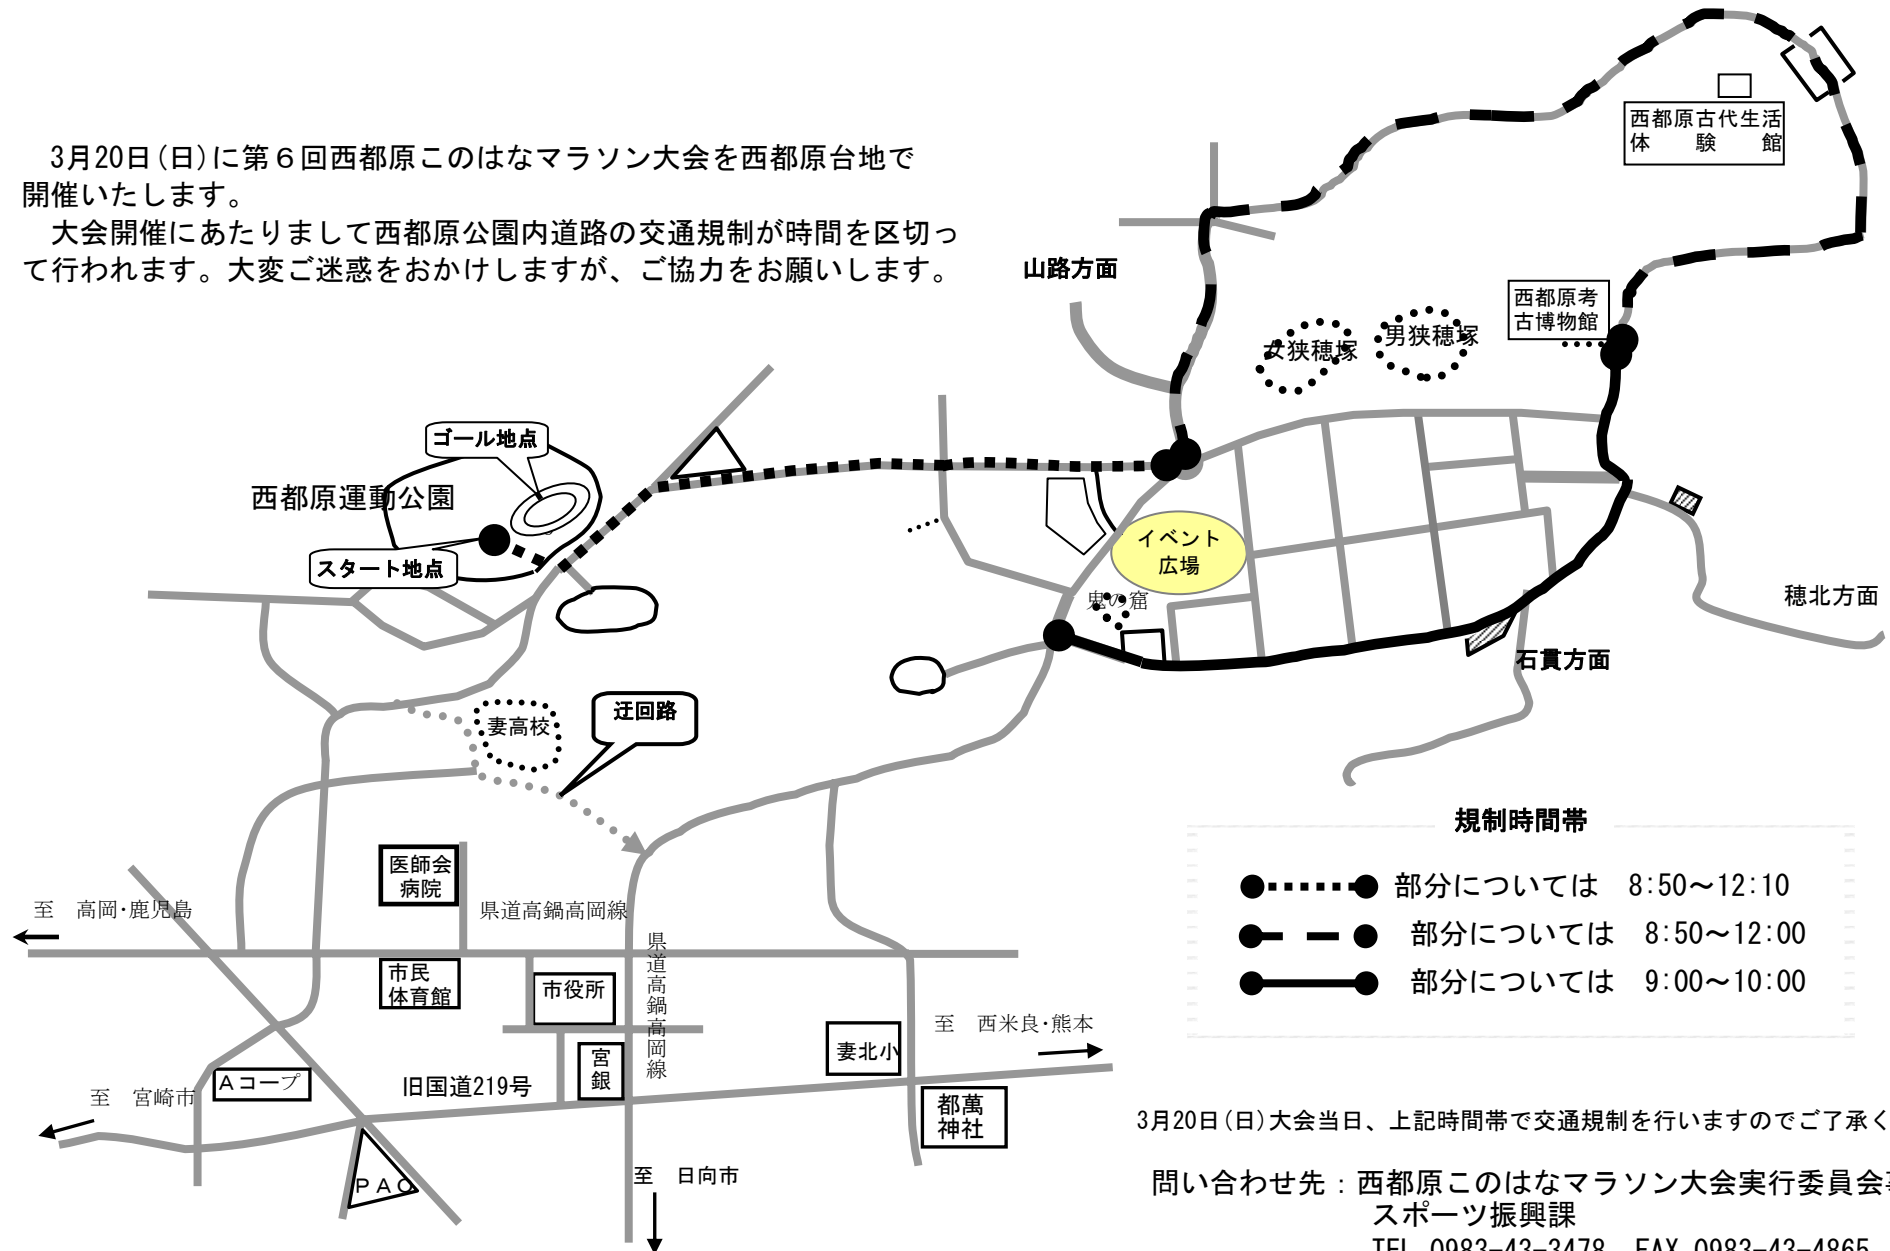 3月20日(日)に第６回西都原このはなマラソン大会を西都原台地で
開催いたします。
大会開催にあたりまして西都原公園内道路の交通規制が時間を区切っ
て行われます。大変ご迷惑をおかけしますが、ご協力をお願いします。
西都原古代生活
体験館
山路方面
西都原考
古博物館
女狭穂塚
男狭穂塚
ゴール地点
西都原運動公園
スタート地点
イベント
広場
鬼の窟
穂北方面
石貫方面
妻高校
迂回路
規制時間帯
部分については 8:50～12:10
部分については 8:50～12:00
部分については 9:00～10:00
医師会
病院
至 高岡・鹿児島
県道高鍋高岡線
県道高鍋高岡線
市民
体育館
市役所
至 西米良・熊本
妻北小
宮
銀
Ａコープ
旧国道219号
至 宮崎市
都萬
神社
ＰＡＯ
至 日向市
3月20日(日)大会当日、上記時間帯で交通規制を行いますのでご了承く
問い合わせ先：西都原このはなマラソン大会実行委員会
スポーツ振興課
TEL 0983-43-3478 FAX 0983-43-4865